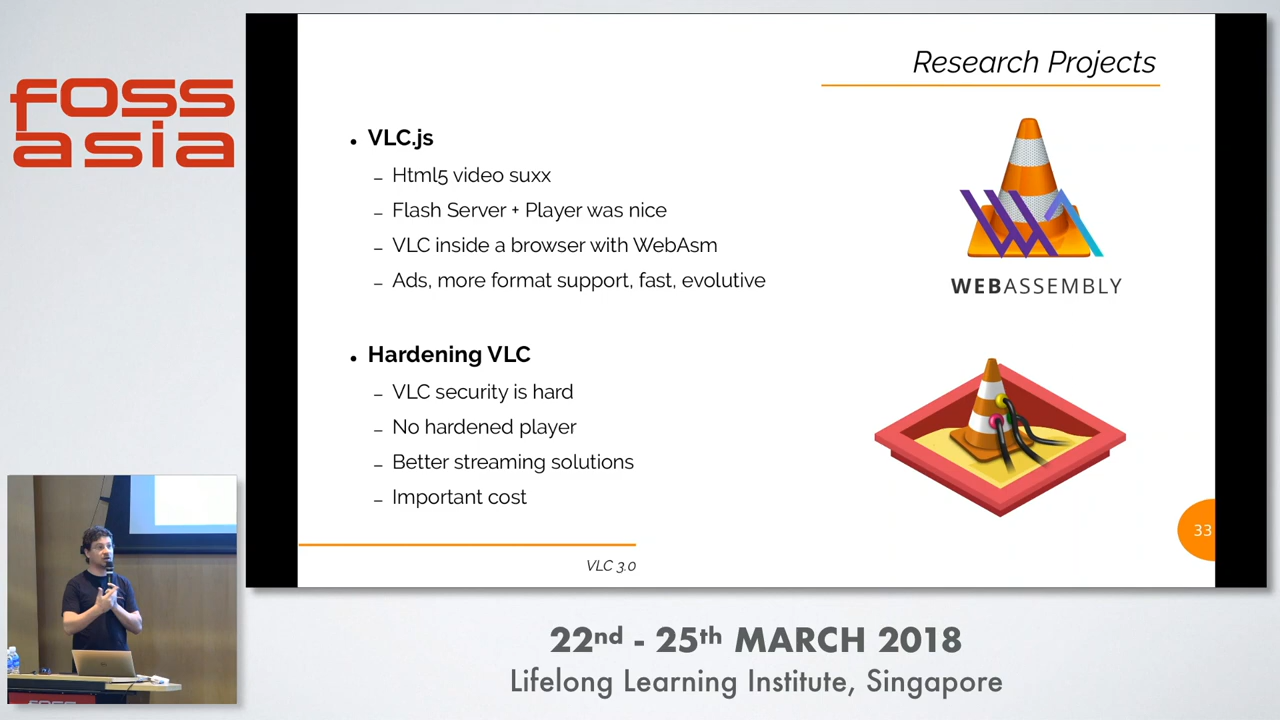 foss
asia
Research Projects
• VLC.js
– Html5 video suxx
– Flash Server + Player was nice
– VLC inside a browser with WebAsm
– Ads, more format support, fast, evolutive
WA
WEBASSEMBLY
• Hardening VLC
– VLC security is hard
– No hardened player
– Better streaming solutions
– Important cost
33
VLC 3.0
22nd - 25th MARCH 2018
Lifelong Learning Institute, Singapore